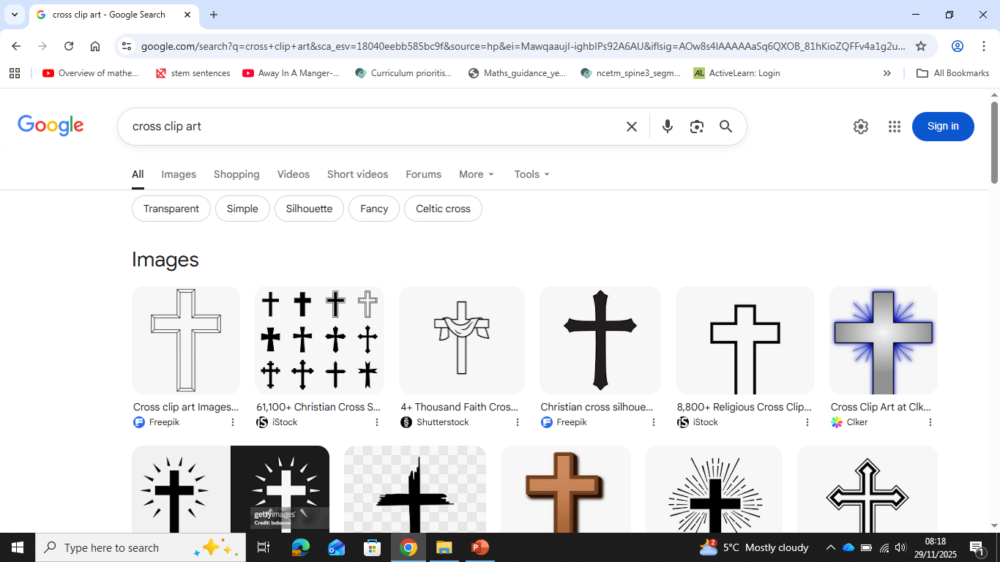 cross clip art - Google Search
google.com/search?q=cross+clip+art&sca_esv=18040eebb585bc9f&source=hp&ei=MawqaaujI-ighbIPs92A6AU&iflsig=AOw8s4IAAAAAaSq6QXOB_81hKioZQFFv4a1g2u...
Overview of mathe...
stem sentences
Away In A Manger-...
Curriculum prioritis...
Maths_guidance_ye...
ncetm_spine3_segm...
ActiveLearn: Login
All Bookmarks
Google
cross clip art
Sign in
All Images Shopping Videos Short videos Forums More Tools
Transparent Simple Silhouette Fancy Celtic cross
Images
Cross clip art Images...
Freepik
61,100+ Christian Cross S...
iStock
4+ Thousand Faith Cros...
Shutterstock
Christian cross silhoue...
Freepik
8,800+ Religious Cross Clip...
iStock
Cross Clip Art at Clk...
Clker
gettyimages
Credit: bubaone
Type here to search
2
5°C Mostly cloudy
08:18
29/11/2025
1